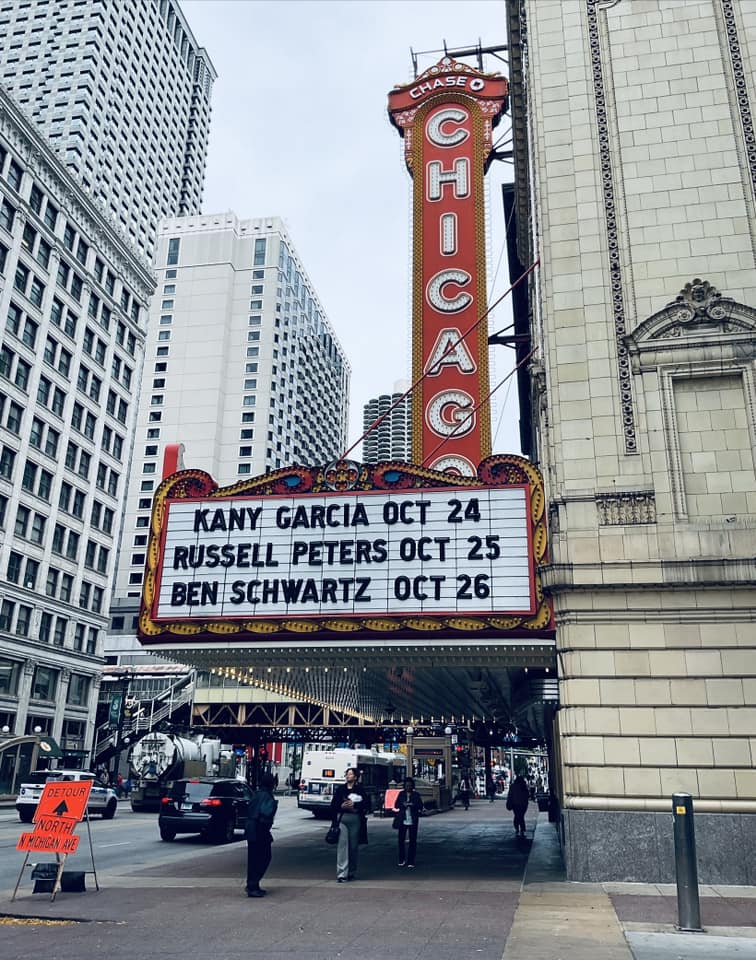 CHASE
CHICAGO
KANY GARCIA OCT 24
RUSSELL PETERS OCT 25
BEN SCHWARTZ OCT 26
DETOUR
NORTH
N MICHIGAN AVE